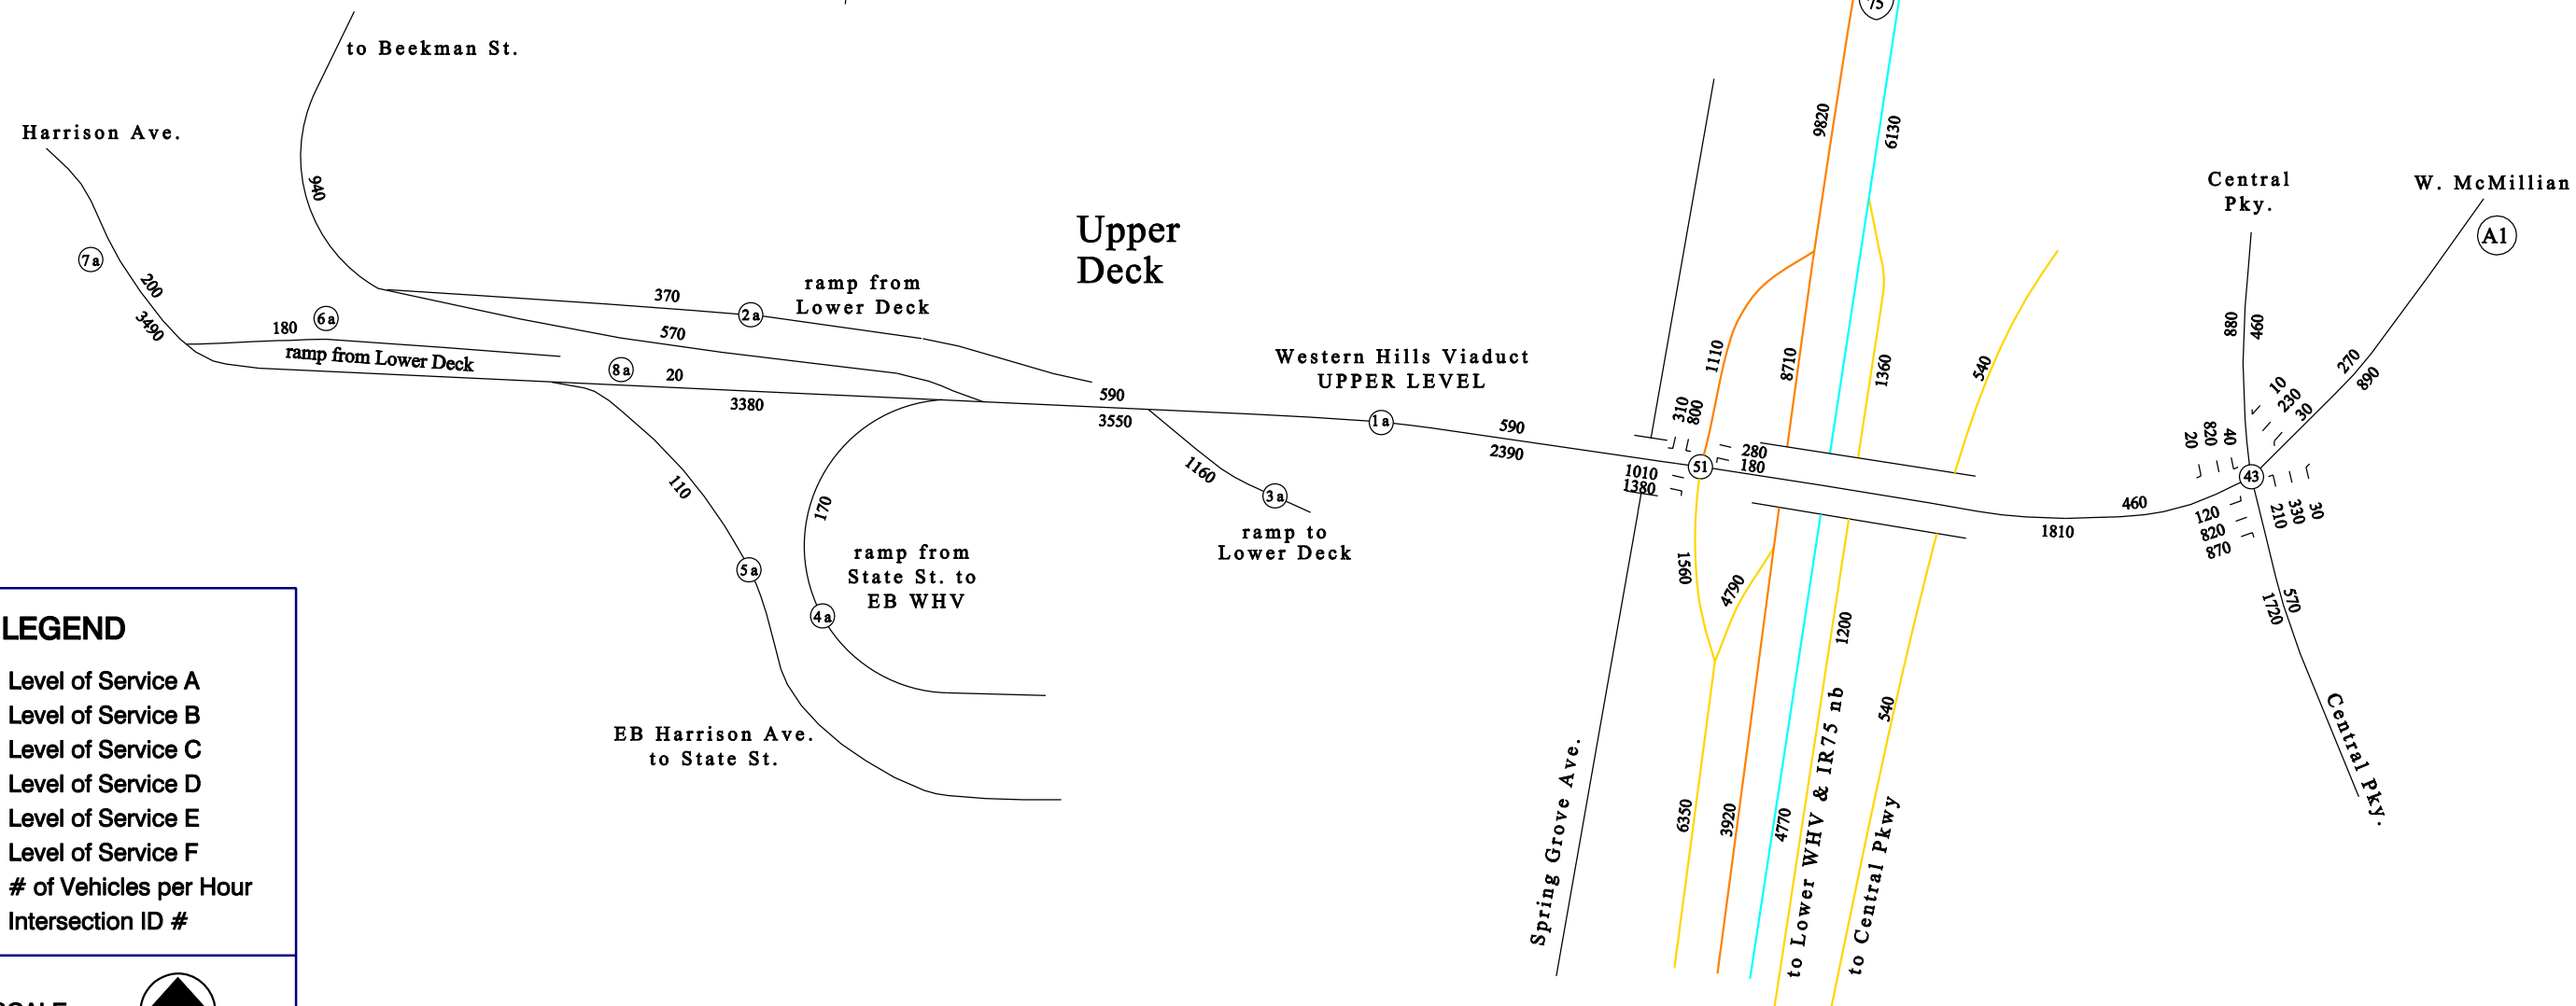 75
to Beekman St.
Harrison Ave.
940
7a
200
3490
6a
180
ramp from Lower Deck
370
2a
ramp from
Lower Deck
570
8a
20
3380
Upper
Deck
590
3550
Western Hills Viaduct
UPPER LEVEL
1a
590
2390
1160
3a
ramp to
Lower Deck
110
5a
170
4a
ramp from
State St. to
EB WHV
EB Harrison Ave.
to State St.
9820
6130
1110
8710
1360
540
310
800
280
180
51
1010
1380
1560
4790
1200
540
6350
3920
4770
Spring Grove Ave.
to Lower WHV & IR75 nb
to Central Pkwy
460
1810
Central
Pky.
W. McMillian
A1
880
460
270
890
10
230
30
20
820
40
43
120
820
870
210
330
30
570
1720
Central Pky.
LEGEND
Level of Service A
Level of Service B
Level of Service C
Level of Service D
Level of Service E
Level of Service F
# of Vehicles per Hour
Intersection ID #